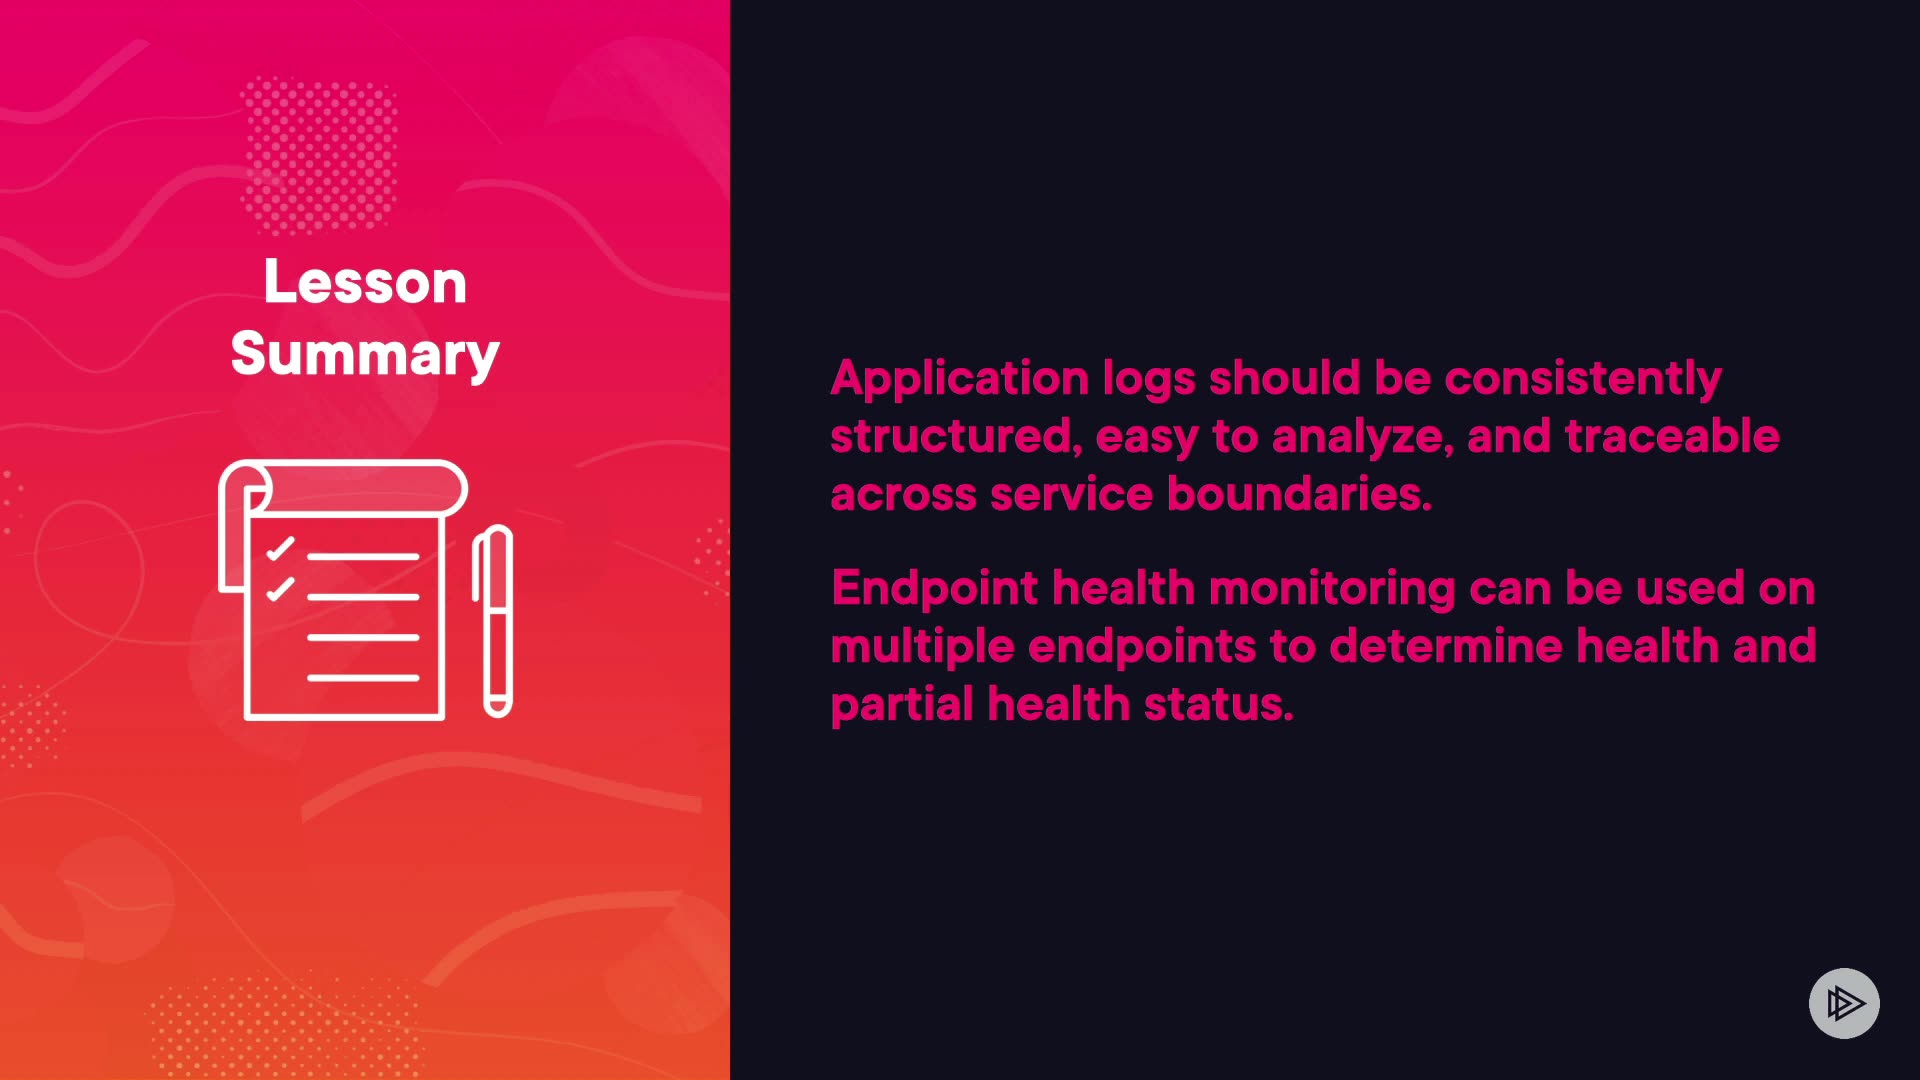 Lesson
Summary
Application logs should be consistently
structured, easy to analyze, and traceable
across service boundaries.
Endpoint health monitoring can be used on
multiple endpoints to determine health and
partial health status.